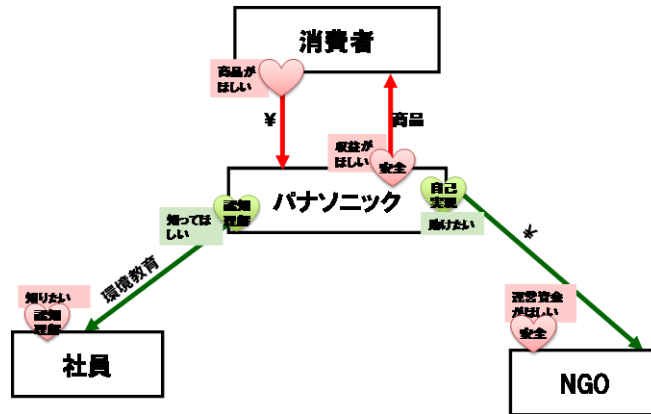 消費者
商品が
ほしい
¥
商品
収益が
ほしい
安全
パナソニック
認知
理解
知ってほ
しい
自己
実現
助けたい
¥
環境教育
知りたい
認知
理解
社員
運営資金
がほしい
安全
NGO